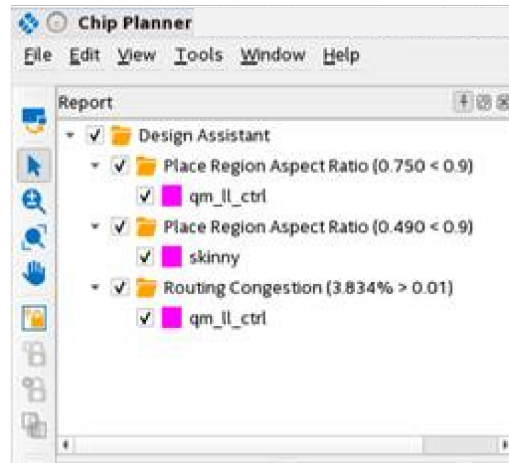 Chip Planner
File Edit View Tools Window Help
Report
Design Assistant
Place Region Aspect Ratio (0.750 < 0.9)
qm_ll_ctrl
Place Region Aspect Ratio (0.490 < 0.9)
skinny
Routing Congestion (3.834% > 0.01)
qm_ll_ctrl